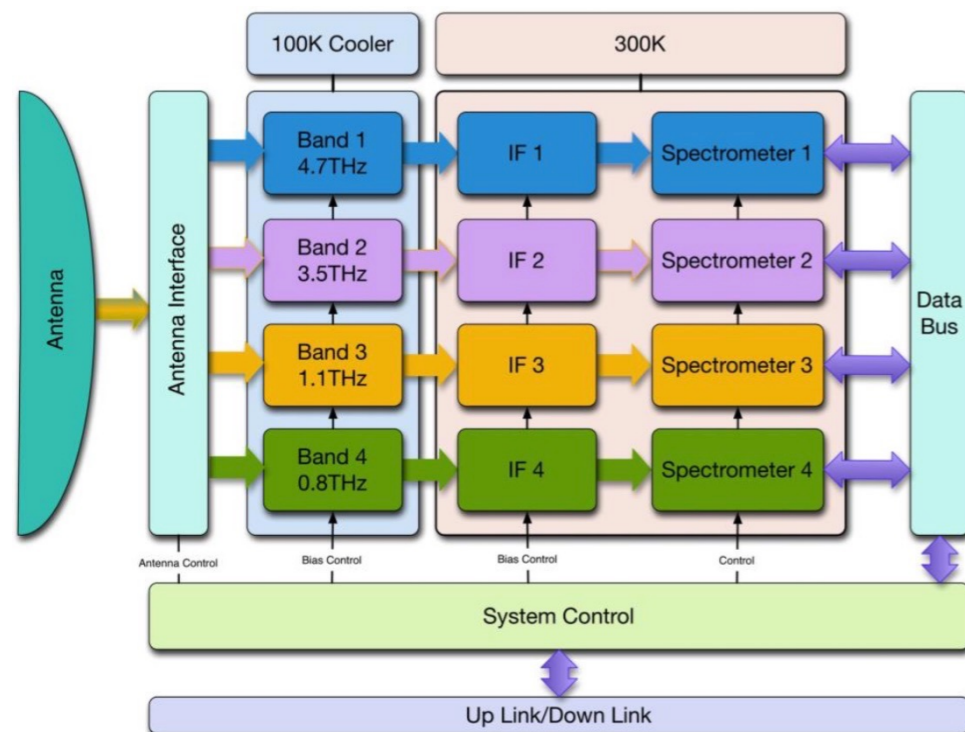 100K Cooler
300K
Antenna
Antenna Interface
Band 1
4.7THz
IF 1
Spectrometer 1
Band 2
3.5THz
IF 2
Spectrometer 2
Data
Bus
Band 3
1.1THz
IF 3
Spectrometer 3
Band 4
0.8THz
IF 4
Spectrometer 4
Antenna Control
Bias Control
Bias Control
Control
System Control
Up Link/Down Link